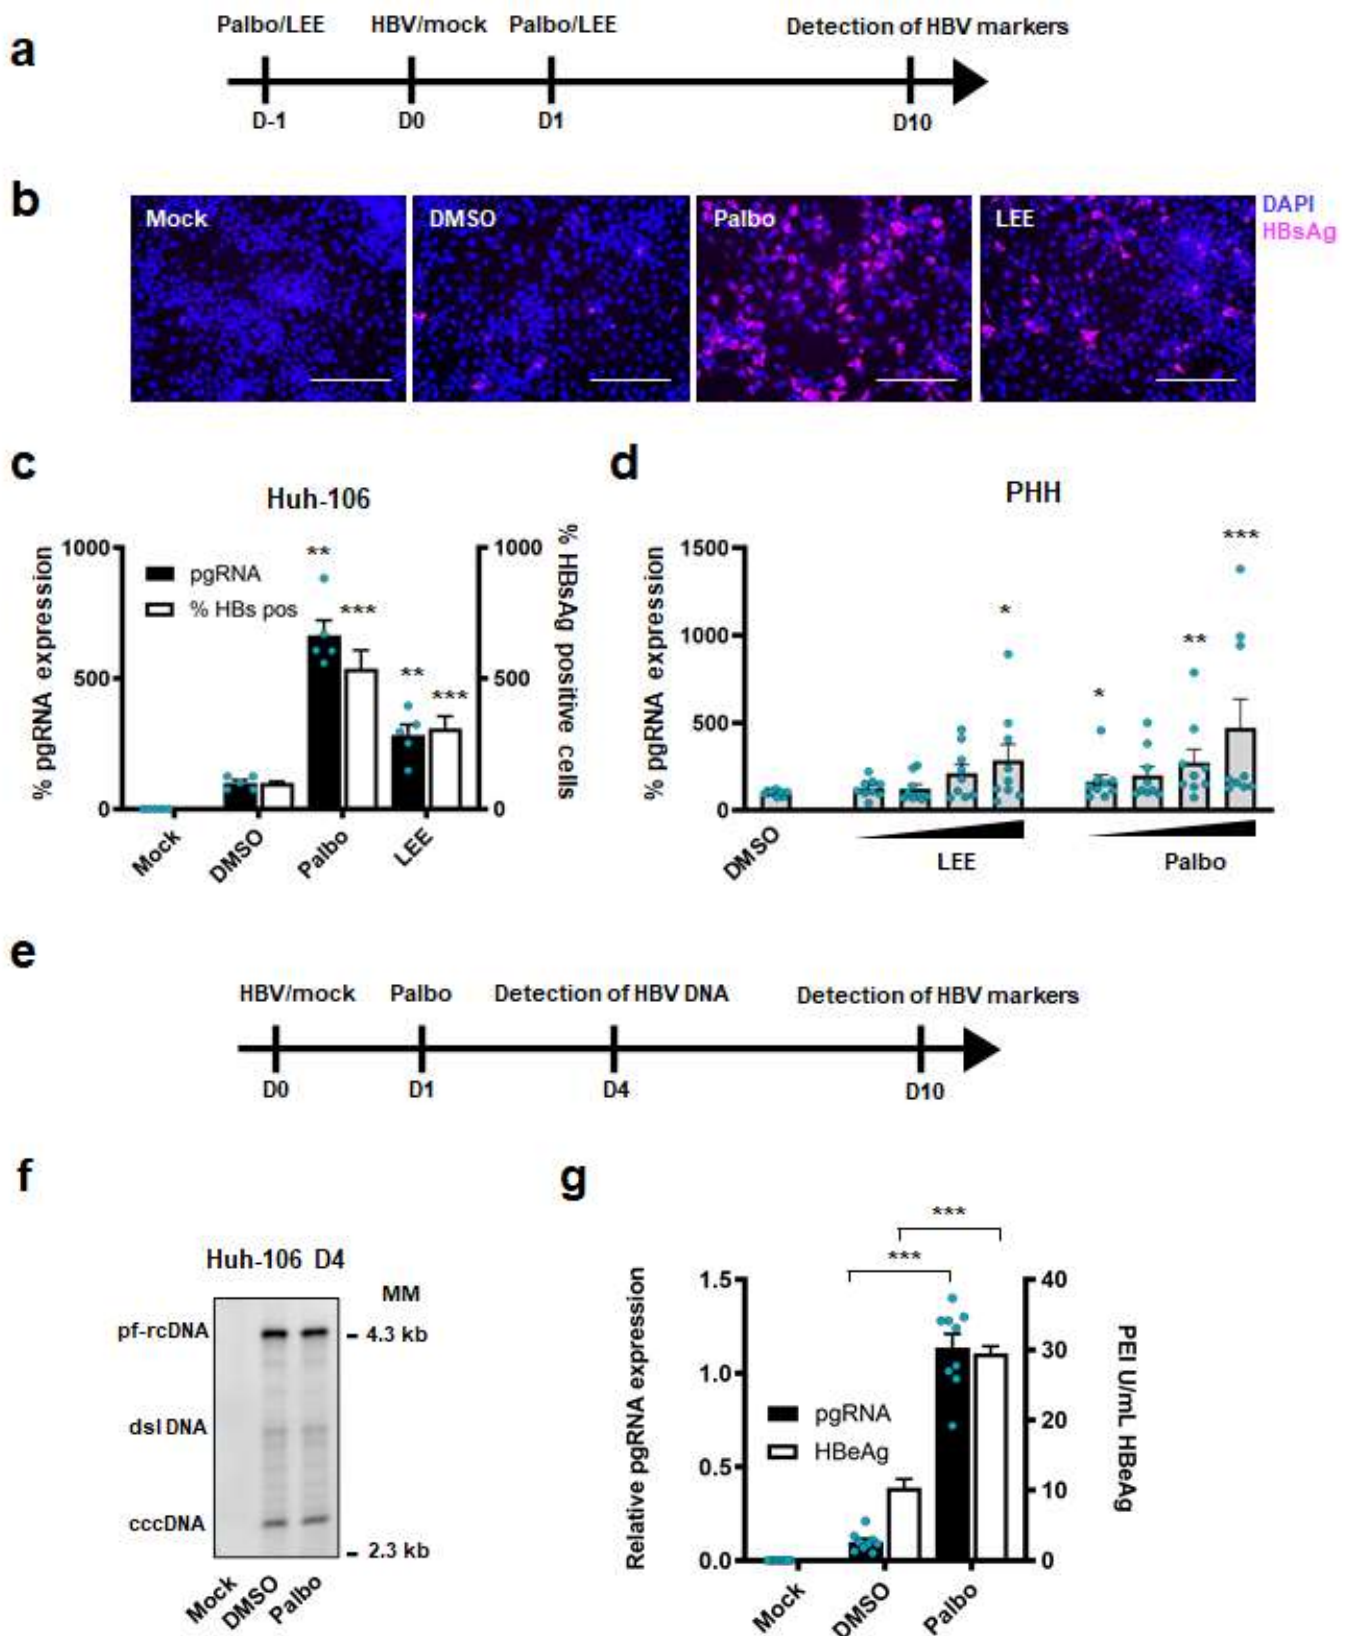 a
Palbo/LEE HBV/mock Palbo/LEE Detection of HBV markers
D-1 D0 D1 D10
b
Mock DMSO Palbo LEE
DAPI
HBsAg
c
Huh-106
% pgRNA expression
1000
500
0
pgRNA
% HBs pos
**
***
**
***
1000
500
0
% HBsAg positive cells
Mock DMSO Palbo LEE
d
PHH
% pgRNA expression
1500
1000
500
0
*
*
**
***
DMSO LEE Palbo
e
HBV/mock Palbo Detection of HBV DNA Detection of HBV markers
D0 D1 D4 D10
f
Huh-106 D4
MM
pf-rcDNA
- 4.3 kb
dsl DNA
cccDNA
- 2.3 kb
Mock DMSO Palbo
g
***
***
Relative pgRNA expression
1.5
1.0
0.5
0.0
pgRNA
HBeAg
40
30
20
10
0
PEI U/mL HBeAg
Mock DMSO Palbo